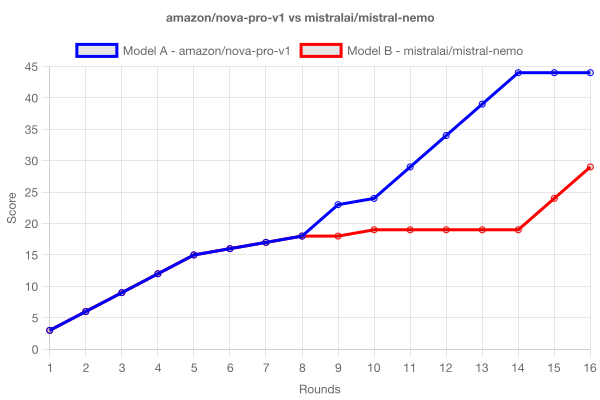 amazon/nova-pro-v1 vs mistralai/mistral-nemo
Model A - amazon/nova-pro-v1 Model B - mistralai/mistral-nemo
45
40
35
30
25
20
15
10
5
0
Score
1 2 3 4 5 6 7 8 9 10 11 12 13 14 15 16
Rounds